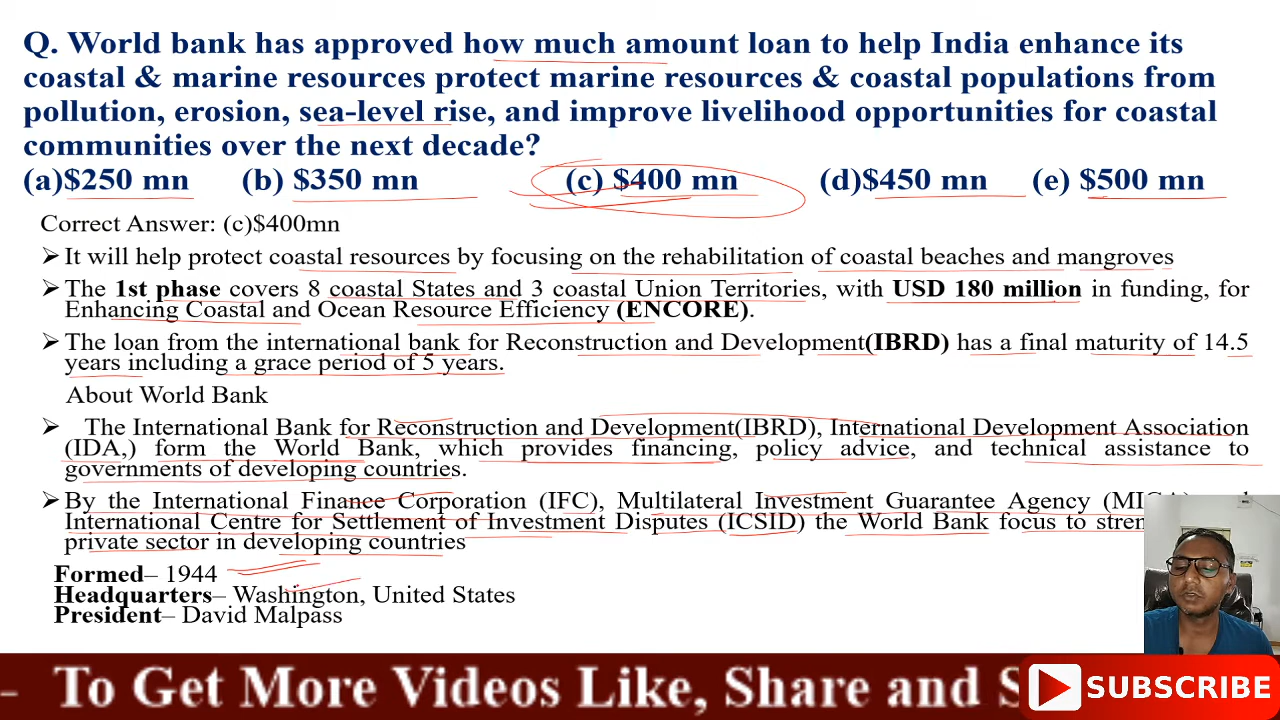 Q. World bank has approved how much amount loan to help India enhance its
coastal & marine resources protect marine resources & coastal populations from
pollution, erosion, sea-level rise, and improve livelihood opportunities for coastal
communities over the next decade?
(a)$250 mn (b) $350 mn (c) $400 mn (d)$450 mn (e) $500 mn
Correct Answer: (c)$400mn
➤ It will help protect coastal resources by focusing on the rehabilitation of coastal beaches and mangroves
➤ The 1st phase covers 8 coastal States and 3 coastal Union Territories, with USD 180 million in funding, for
Enhancing Coastal and Ocean Resource Efficiency (ENCORE).
➤ The loan from the international bank for Reconstruction and Development(IBRD) has a final maturity of 14.5
years including a grace period of 5 years.
About World Bank
➤ The International Bank for Reconstruction and Development(IBRD), International Development Association
(IDA,) form the World Bank, which provides financing, policy advice, and technical assistance to
governments of developing countries.
➤ By the International Finance Corporation (IFC), Multilateral Investment Guarantee Agency
International Centre for Settlement of Investment Disputes (ICSID) the World Bank focus to
private sector in developing countries
Formed– 1944
Headquarters– Washington, United States
President– David Malpass
- To Get More Videos Like, Share and
SUBSCRIBE